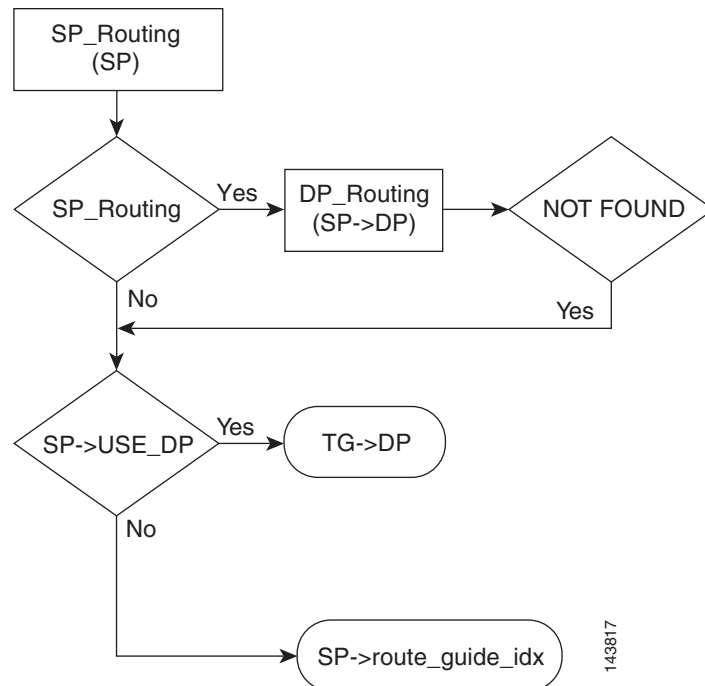 SP_Routing
(SP)
SP_Routing
Yes
DP_Routing
(SP->DP)
NOT FOUND
No
Yes
SP->USE_DP
Yes
TG->DP
No
SP->route_guide_idx
143817